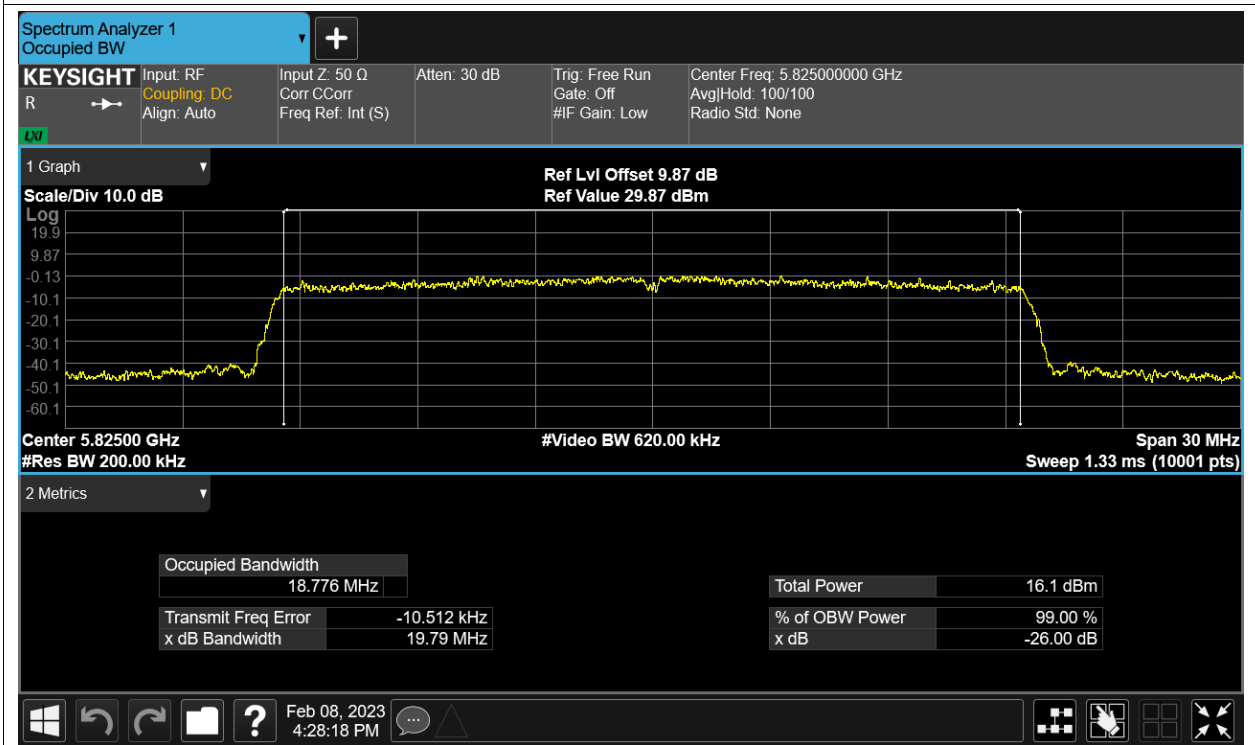 Spectrum Analyzer 1
Occupied BW
KEYSIGHT
R
LXI
Input: RF
Coupling: DC
Align: Auto
Input Z: 50 Ω
Corr CCorr
Freq Ref: Int (S)
Atten: 30 dB
Trig: Free Run
Gate: Off
#IF Gain: Low
Center Freq: 5.825000000 GHz
Avg|Hold: 100/100
Radio Std: None
1 Graph
Scale/Div 10.0 dB
Ref Lvl Offset 9.87 dB
Ref Value 29.87 dBm
Log
19.9
9.87
-0.13
-10.1
-20.1
-30.1
-40.1
-50.1
-60.1
Center 5.82500 GHz
#Res BW 200.00 kHz
#Video BW 620.00 kHz
Span 30 MHz
Sweep 1.33 ms (10001 pts)
2 Metrics
Occupied Bandwidth
18.776 MHz
Transmit Freq Error -10.512 kHz
x dB Bandwidth 19.79 MHz
Total Power 16.1 dBm
% of OBW Power 99.00 %
x dB -26.00 dB
Feb 08, 2023
4:28:18 PM